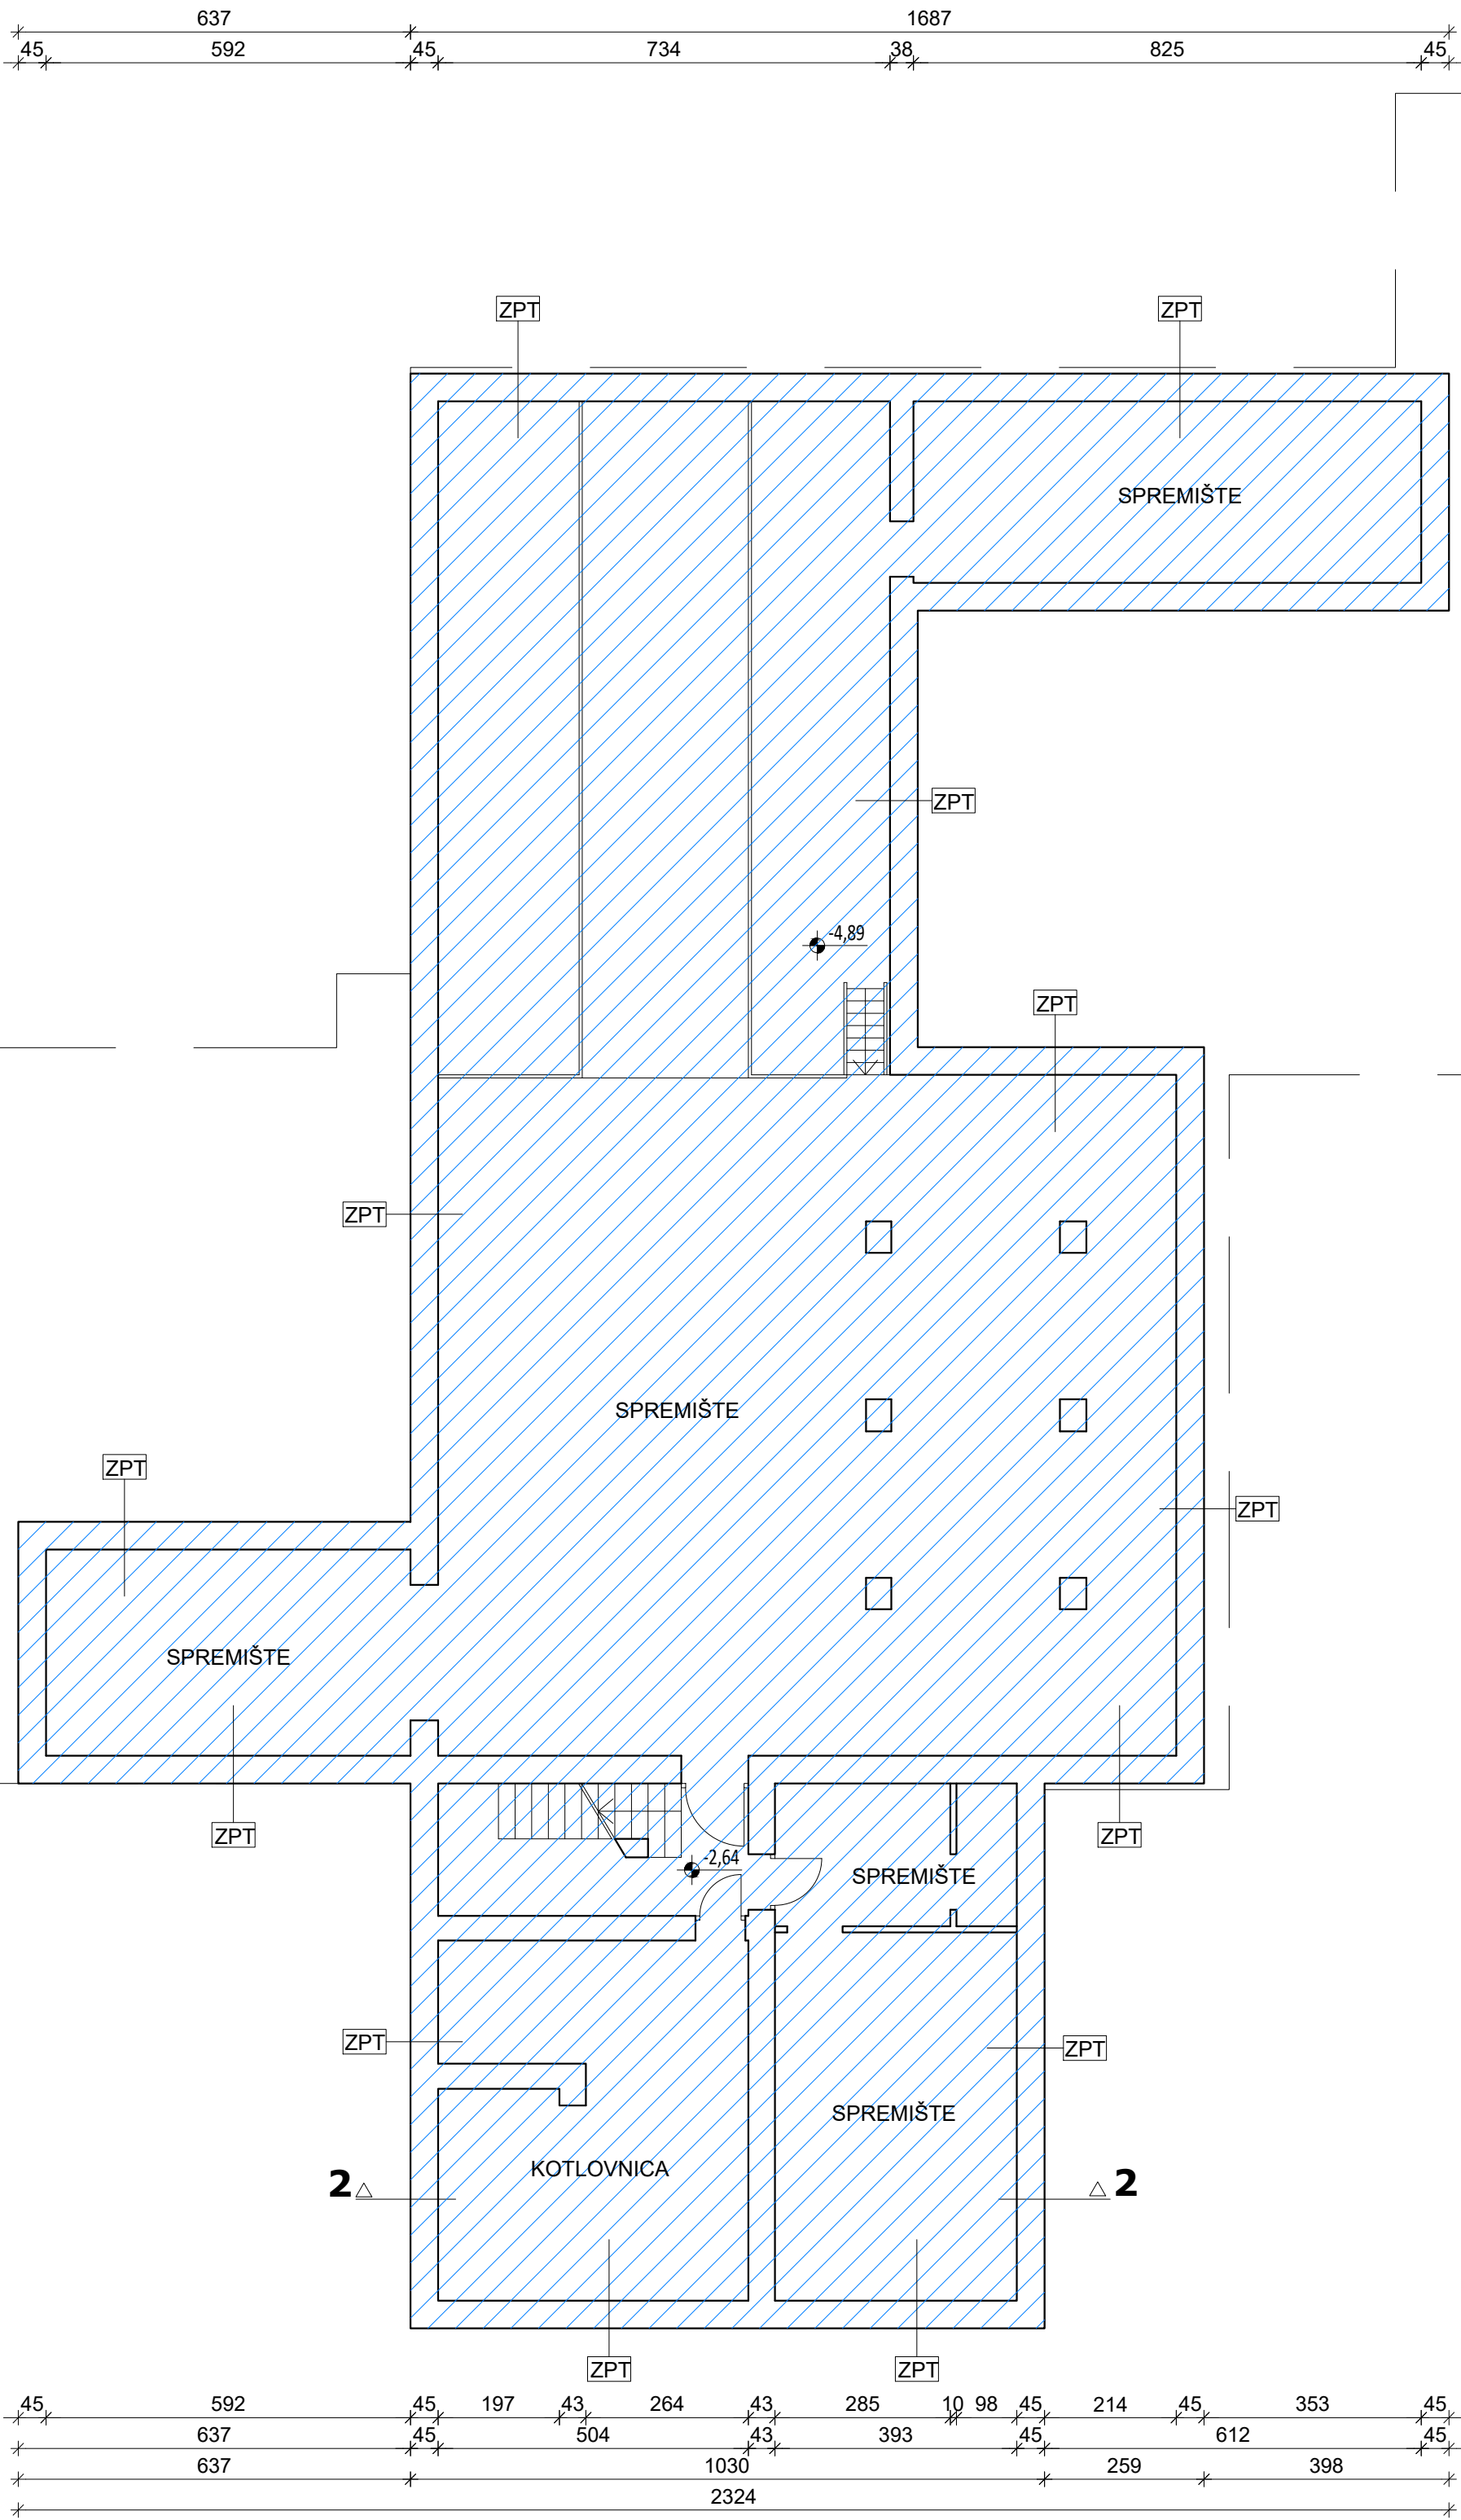 637 1687
45 592 45 734 38 825 45
ZPT ZPT
SPREMIŠTE
ZPT
-4,89
ZPT
ZPT
SPREMIŠTE
ZPT
ZPT
SPREMIŠTE
ZPT ZPT
-2,64
SPREMIŠTE
ZPT ZPT
SPREMIŠTE
KOTLOVNICA
2 2
ZPT ZPT
45 592 45 197 43 264 43 285 10 98 45 214 45 353 45
637 45 504 43 393 45 612 45
637 1030 259 398
2324